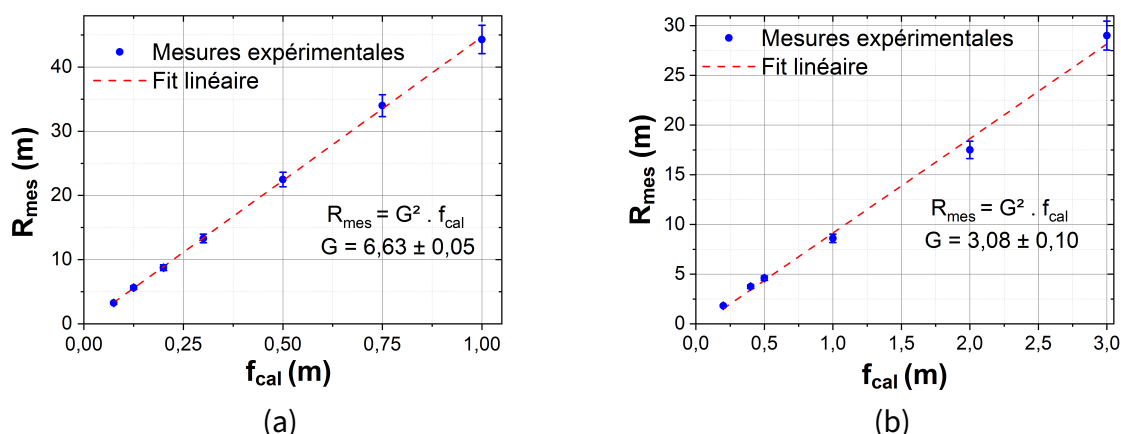 Mesures expérimentales
Fit linéaire
R_mes = G² . f_cal
G = 6,63 ± 0,05
R_mes (m)
40
30
20
10
0
0,00 0,25 0,50 0,75 1,00
f_cal (m)
(a)
Mesures expérimentales
Fit linéaire
R_mes = G² . f_cal
G = 3,08 ± 0,10
R_mes (m)
30
25
20
15
10
5
0
0,0 0,5 1,0 1,5 2,0 2,5 3,0
f_cal (m)
(b)